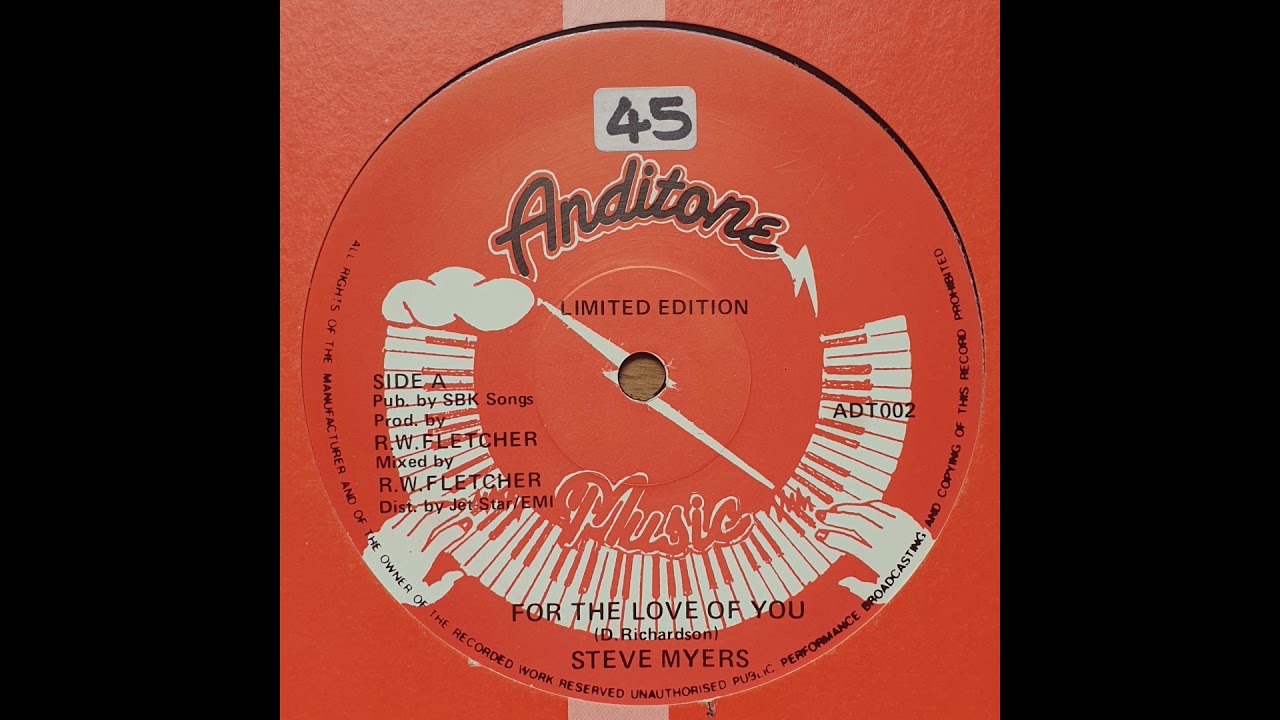 45
Anditone
LIMITED EDITION
SIDE A
Pub. by SBK Songs
Prod. by
R.W.FLETCHER
Mixed by
R.W.FLETCHER
Dist. by Jet Star/EMI
ADT002
Music
FOR THE LOVE OF YOU
(D. Richardson)
STEVE MYERS
ALL RIGHTS OF THE MANUFACTURER AND OF THE OWNER OF THE RECORDED WORK RESERVED UNAUTHORISED PUBLIC PERFORMANCE BROADCASTING AND COPYING OF THIS RECORD PROHIBITED